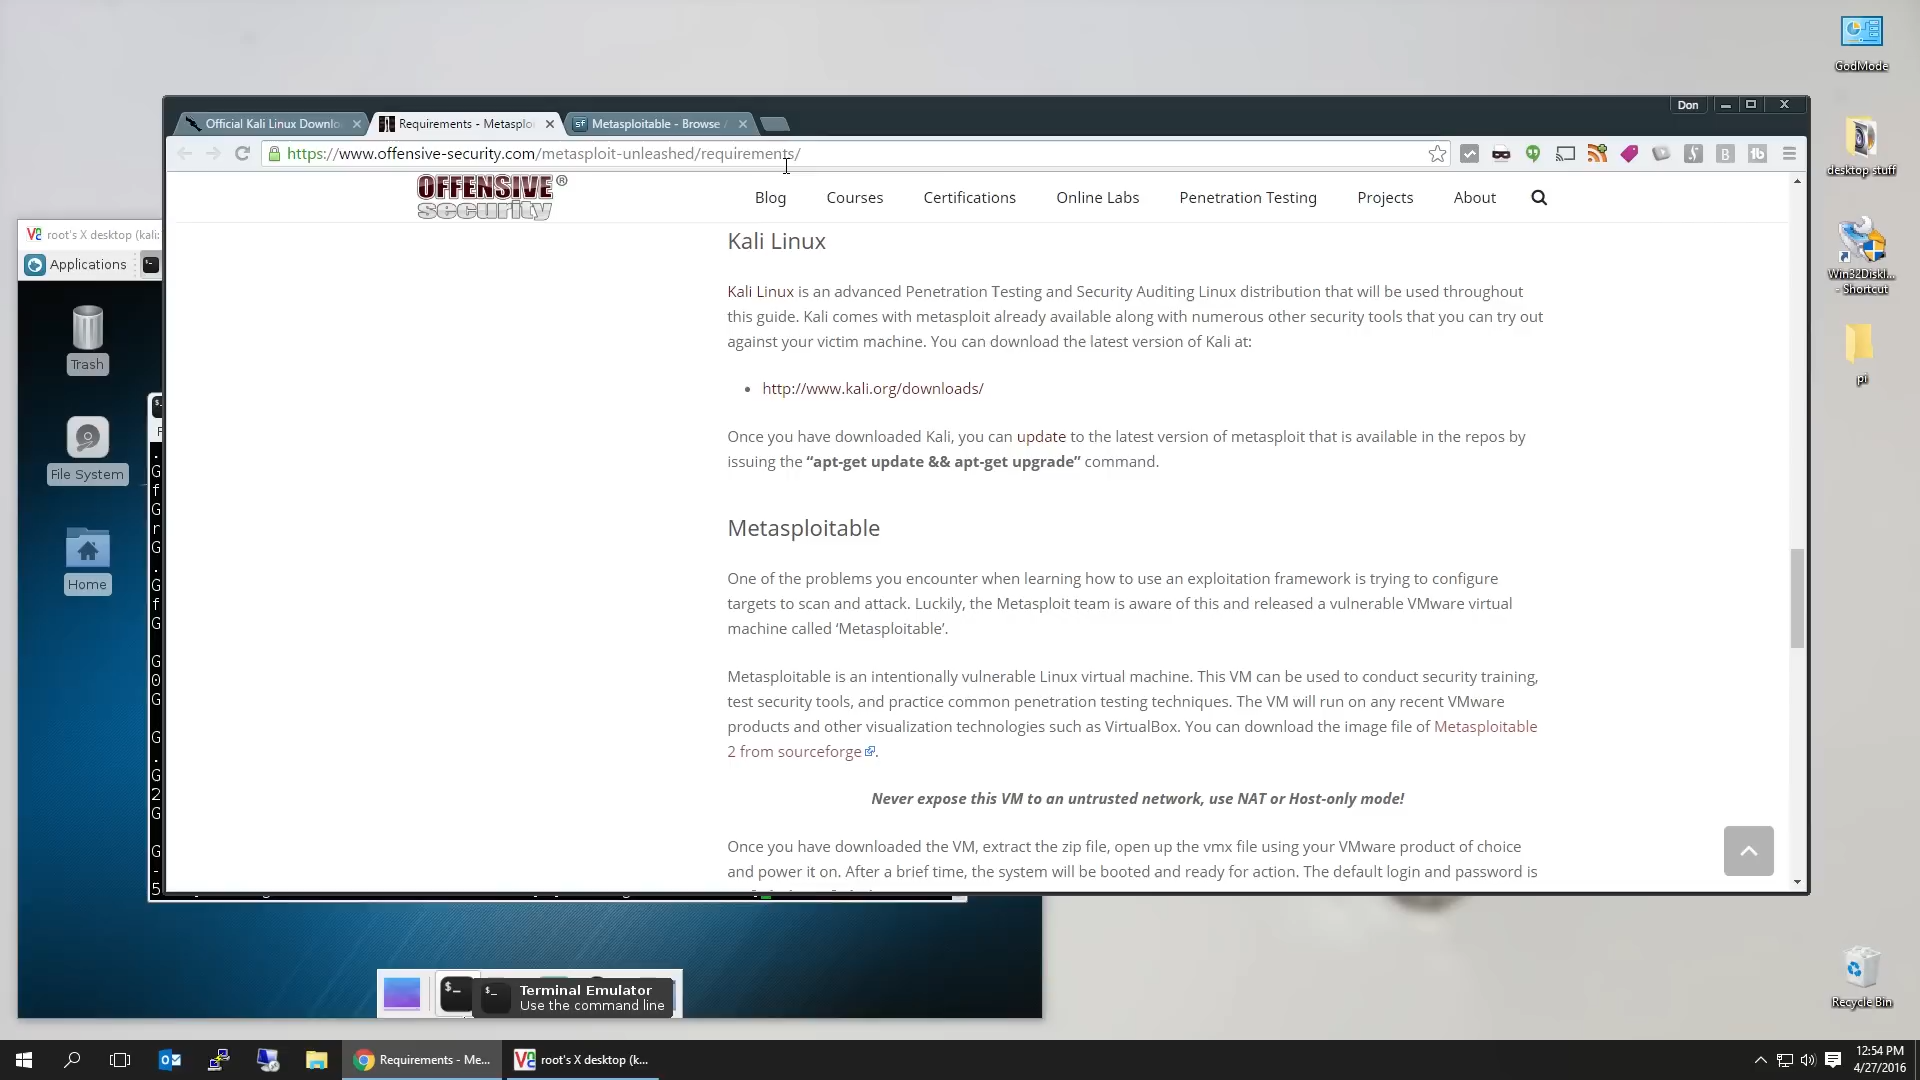 GodMode
desktop stuff
Win32DiskI...
- Shortcut
pi
Recycle Bin
Don
Official Kali Linux Downlo
Requirements - Metasploi
Metasploitable - Browse /
https://www.offensive-security.com/metasploit-unleashed/requirements/
OFFENSIVE®
security
Blog
Courses
Certifications
Online Labs
Penetration Testing
Projects
About
Kali Linux
Kali Linux is an advanced Penetration Testing and Security Auditing Linux distribution that will be used throughout
this guide. Kali comes with metasploit already available along with numerous other security tools that you can try out
against your victim machine. You can download the latest version of Kali at:
• http://www.kali.org/downloads/
Once you have downloaded Kali, you can update to the latest version of metasploit that is available in the repos by
issuing the “apt-get update && apt-get upgrade” command.
Metasploitable
One of the problems you encounter when learning how to use an exploitation framework is trying to configure
targets to scan and attack. Luckily, the Metasploit team is aware of this and released a vulnerable VMware virtual
machine called ‘Metasploitable’.
Metasploitable is an intentionally vulnerable Linux virtual machine. This VM can be used to conduct security training,
test security tools, and practice common penetration testing techniques. The VM will run on any recent VMware
products and other visualization technologies such as VirtualBox. You can download the image file of Metasploitable
2 from sourceforge.
Never expose this VM to an untrusted network, use NAT or Host-only mode!
Once you have downloaded the VM, extract the zip file, open up the vmx file using your VMware product of choice
and power it on. After a brief time, the system will be booted and ready for action. The default login and password is
root's X desktop (kali:
Applications
Trash
File System
Home
.
G
f
G
r
G
.
G
f
G
G
0
G
G
.
G
2
G
G
-
5
Terminal Emulator
Use the command line
Requirements - Me...
root's X desktop (k...
12:54 PM
4/27/2016